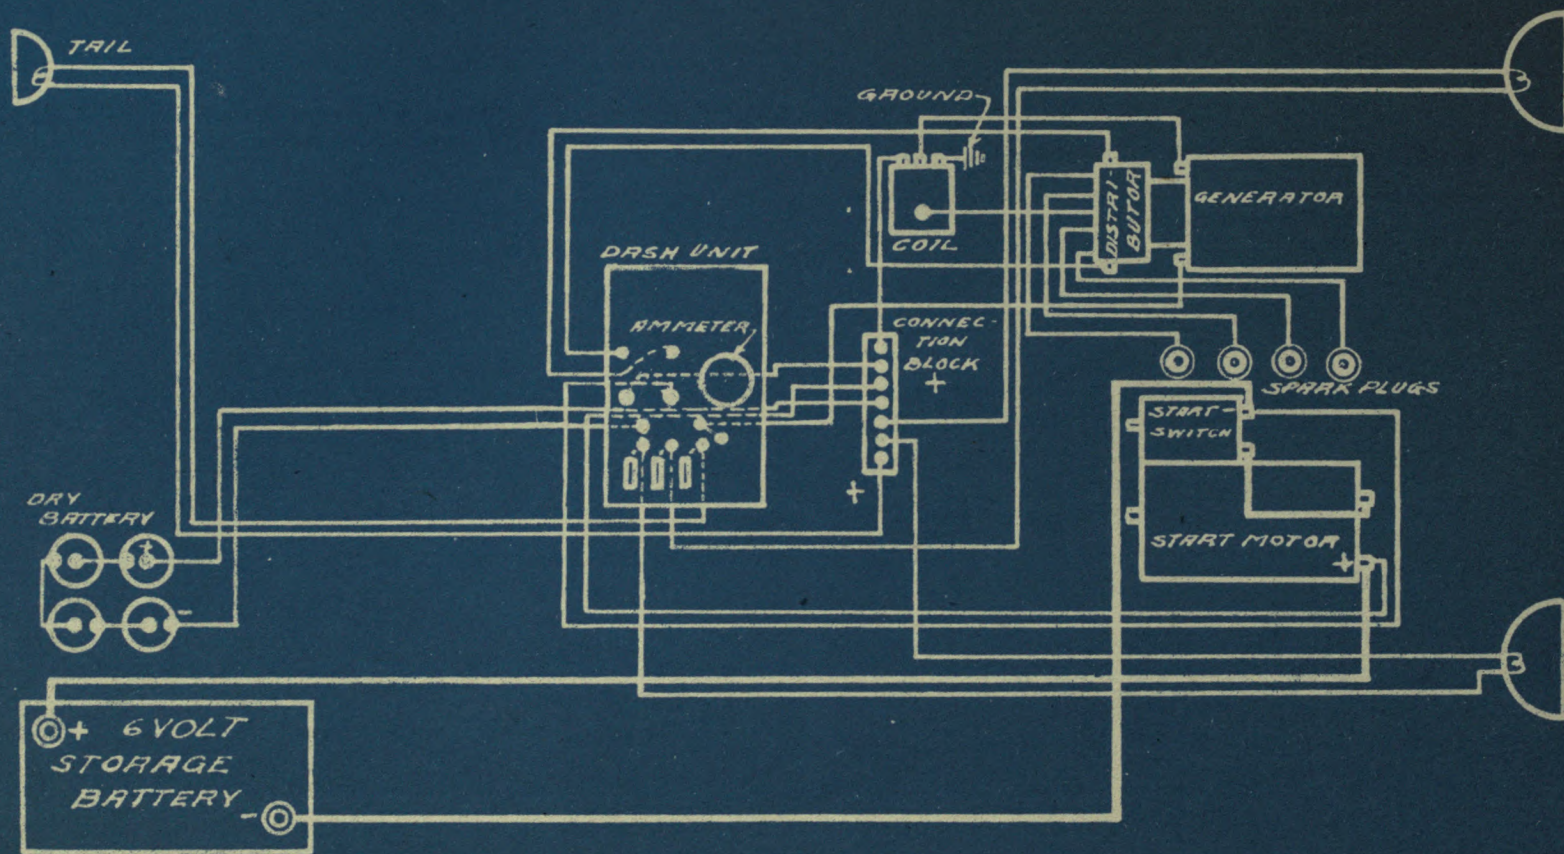 TAIL
GROUND
DISTRI-
BUTOR
GENERATOR
COIL
DASH UNIT
AMMETER
CONNEC-
TION
BLOCK
+
SPARK PLUGS
START-
SWITCH
+
DRY
BATTERY
+
-
START MOTOR
+
+ 6 VOLT
STORAGE
BATTERY
-